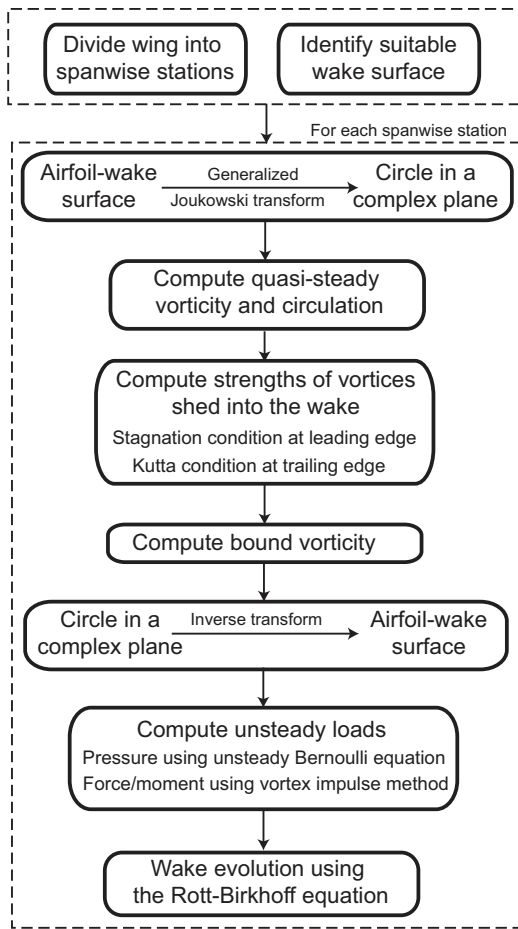 Divide wing into
spanwise stations
Identify suitable
wake surface
For each spanwise station
Airfoil-wake
surface
Generalized
Joukowski transform
Circle in a
complex plane
Compute quasi-steady
vorticity and circulation
Compute strengths of vortices
shed into the wake
Stagnation condition at leading edge
Kutta condition at trailing edge
Compute bound vorticity
Circle in a
complex plane
Inverse transform
Airfoil-wake
surface
Compute unsteady loads
Pressure using unsteady Bernoulli equation
Force/moment using vortex impulse method
Wake evolution using
the Rott-Birkhoff equation